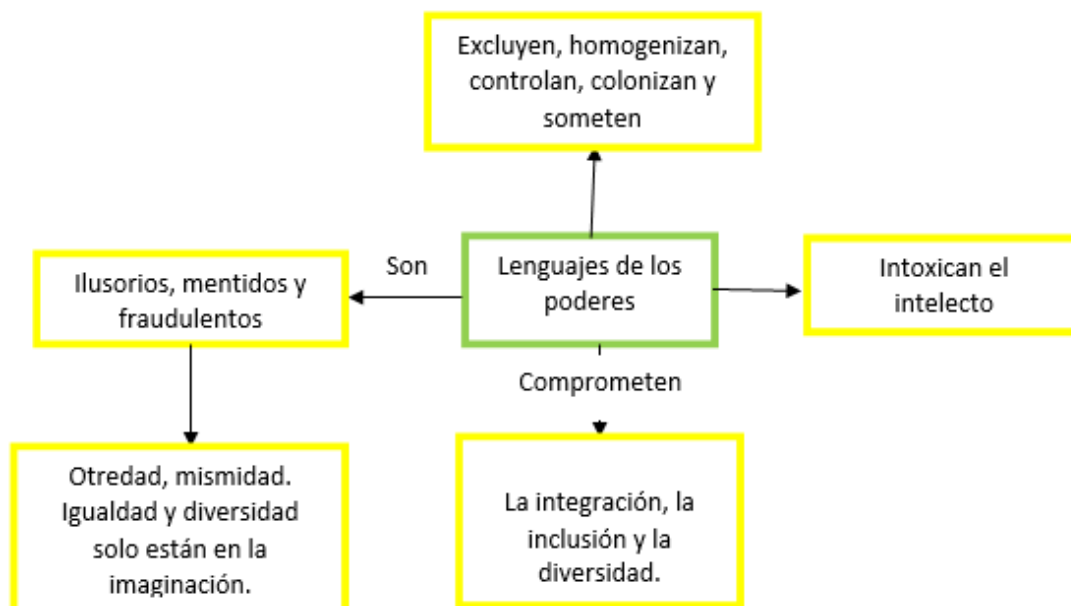 Excluyen, homogenizan,
controlan, colonizan y
someten
Son
Lenguajes de los
poderes
Intoxican el
intelecto
Ilusorios, mentidos y
fraudulentos
Comprometen
Otredad, mismidad.
Igualdad y diversidad
solo están en la
imaginación.
La integración, la
inclusión y la
diversidad.